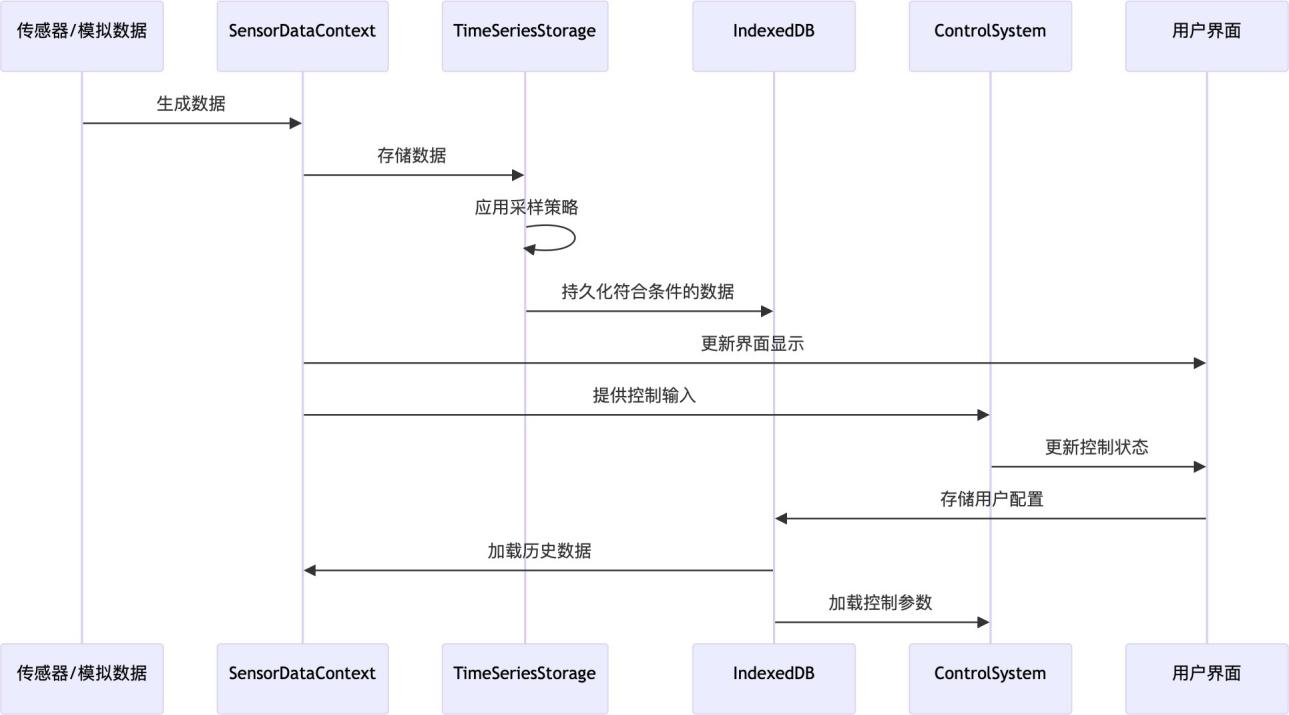 传感器/模拟数据
SensorDataContext
TimeSeriesStorage
IndexedDB
ControlSystem
用户界面
生成数据
存储数据
应用采样策略
持久化符合条件的数据
更新界面显示
提供控制输入
更新控制状态
存储用户配置
加载历史数据
加载控制参数
传感器/模拟数据
SensorDataContext
TimeSeriesStorage
IndexedDB
ControlSystem
用户界面